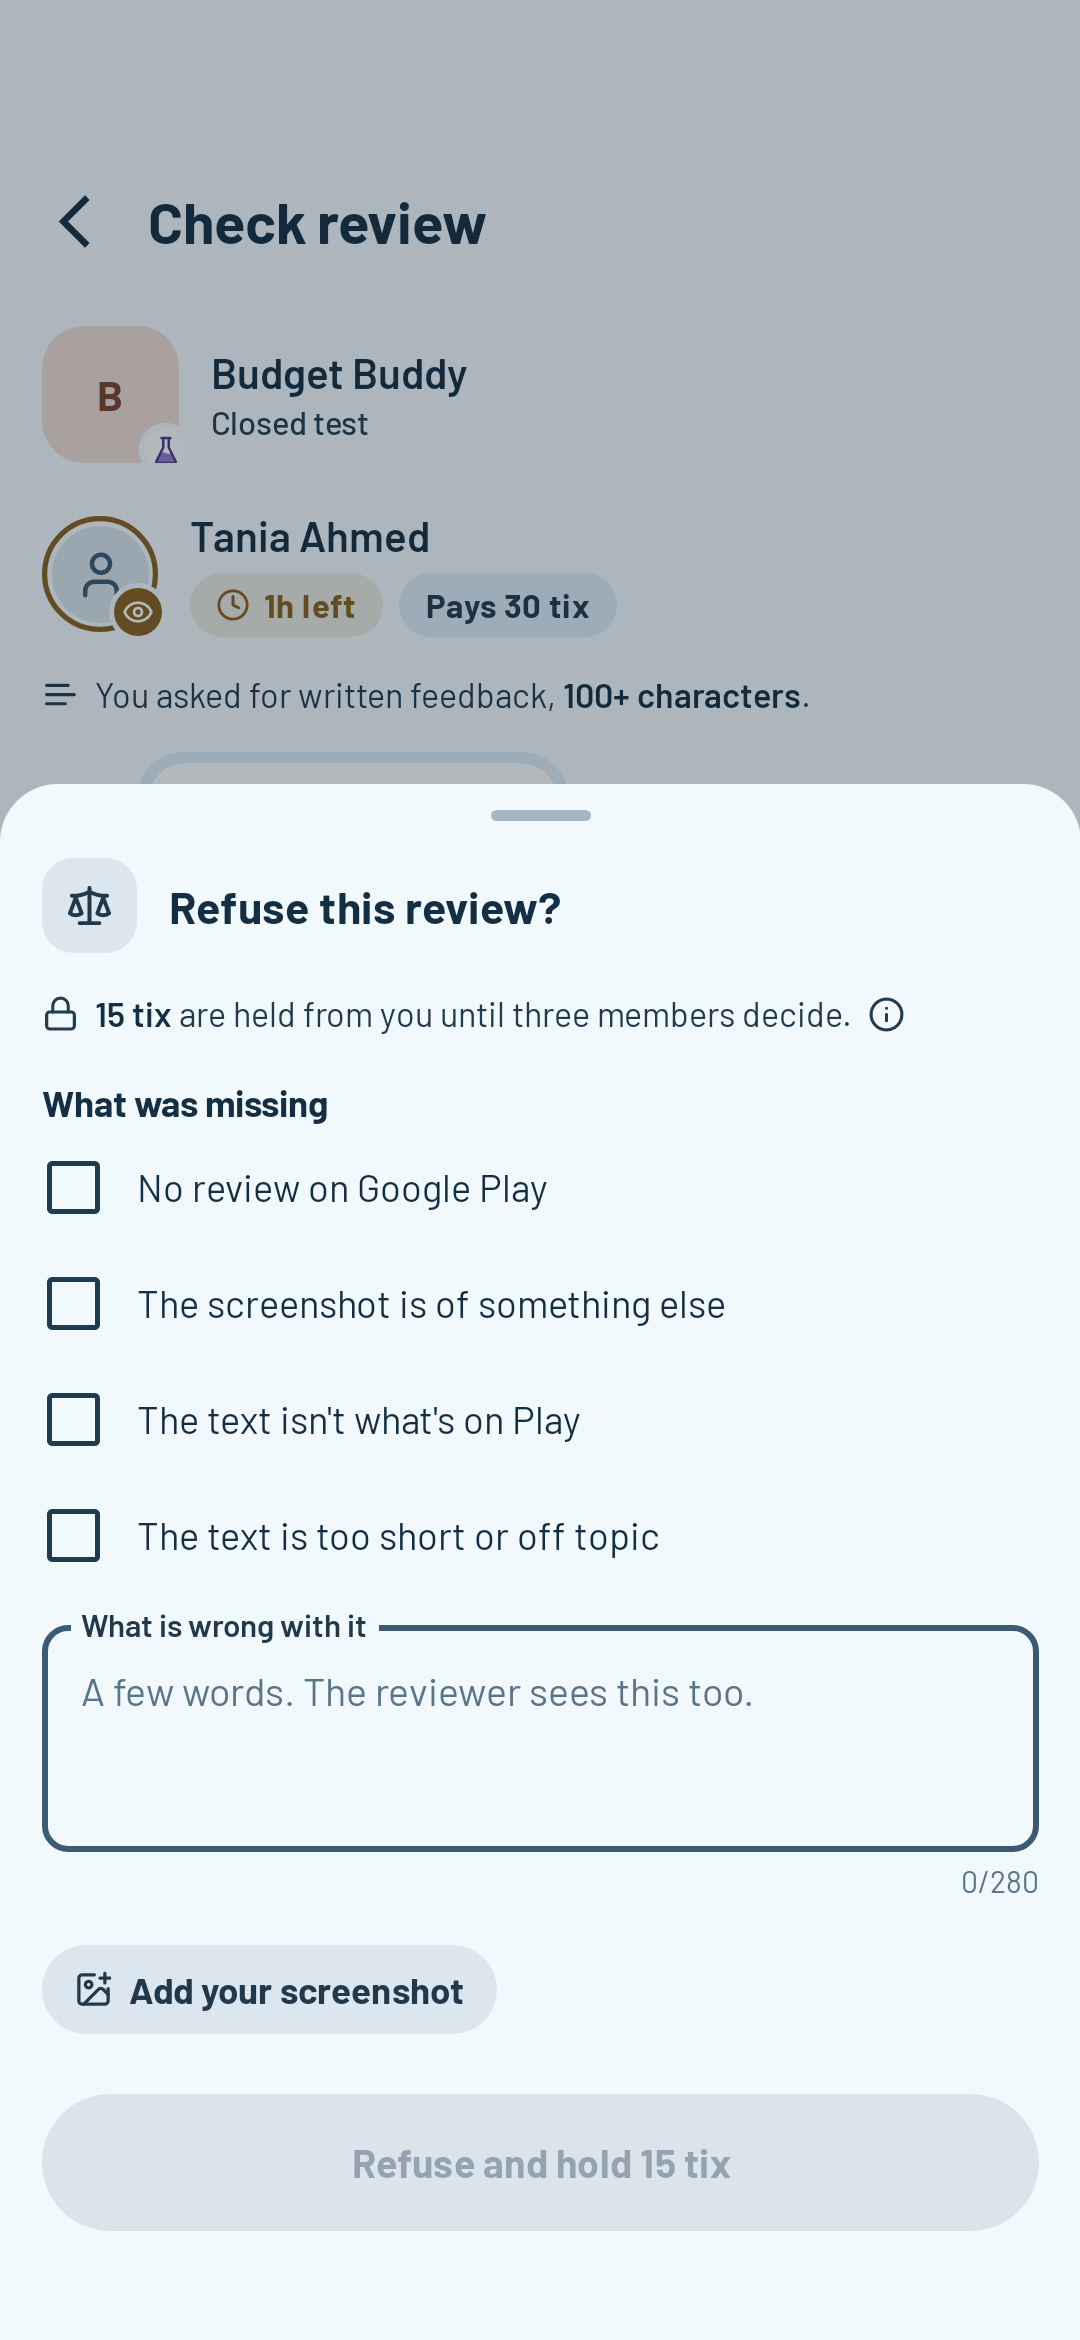 Check review
B
Budget Buddy
Closed test
Tania Ahmed
1h left
Pays 30 tix
You asked for written feedback, 100+ characters.
Refuse this review?
15 tix are held from you until three members decide.
What was missing
No review on Google Play
The screenshot is of something else
The text isn't what's on Play
The text is too short or off topic
What is wrong with it
A few words. The reviewer sees this too.
0/280
Add your screenshot
Refuse and hold 15 tix